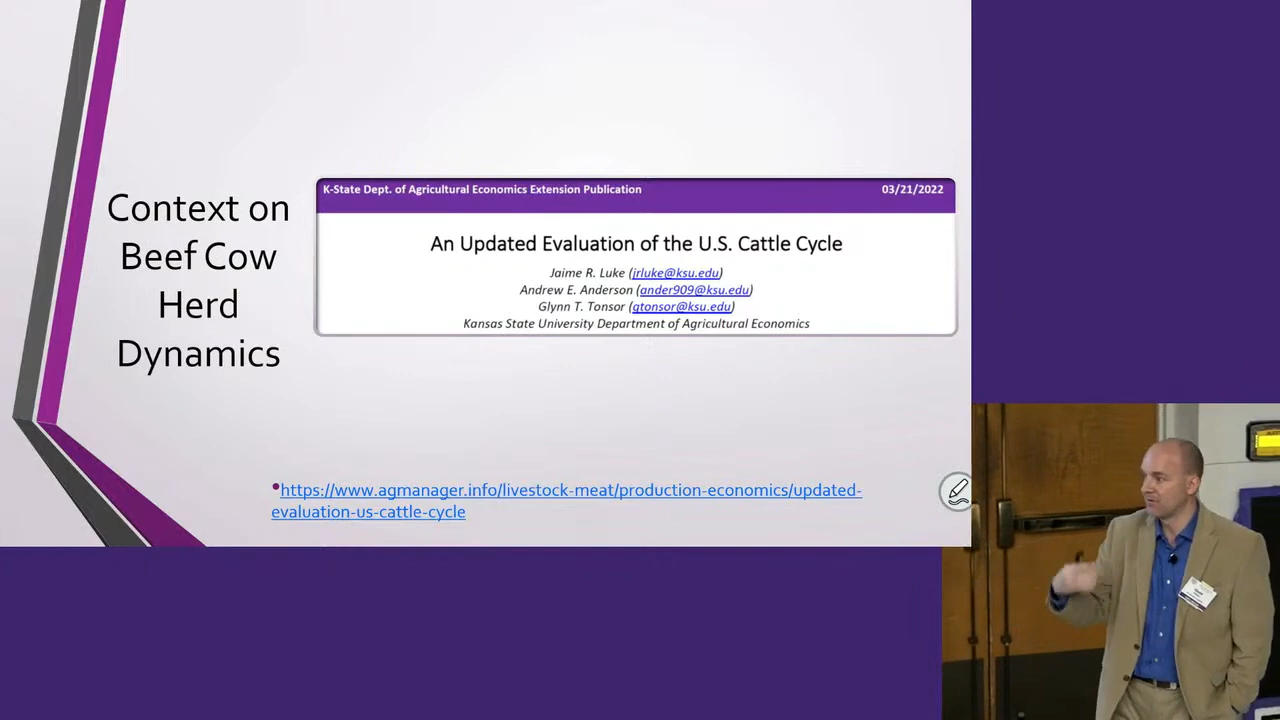 Context on
Beef Cow
Herd
Dynamics
K-State Dept. of Agricultural Economics Extension Publication 03/21/2022
An Updated Evaluation of the U.S. Cattle Cycle
Jaime R. Luke (jrluke@ksu.edu)
Andrew E. Anderson (ander909@ksu.edu)
Glynn T. Tonsor (gtonsor@ksu.edu)
Kansas State University Department of Agricultural Economics
•https://www.agmanager.info/livestock-meat/production-economics/updated-
evaluation-us-cattle-cycle